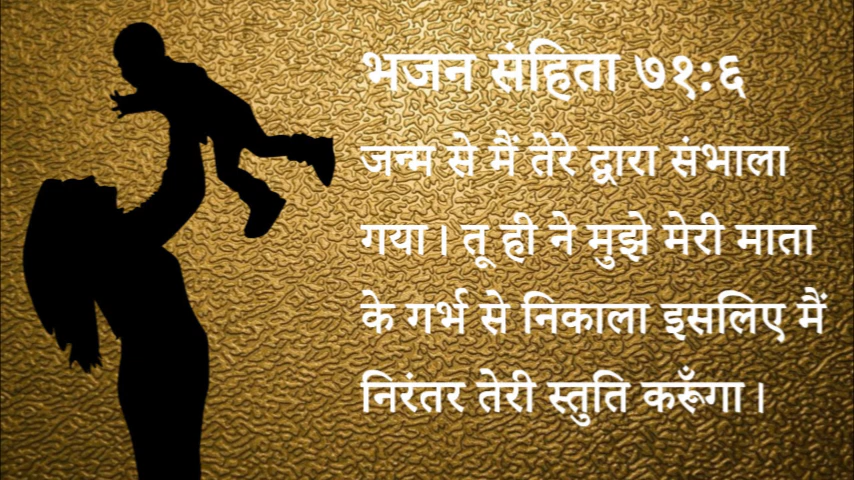 भजन संहिता ७१:६
जन्म से मैं तेरे द्वारा संभाला
गया। तू ही ने मुझे मेरी माता
के गर्भ से निकाला इसलिए मैं
निरंतर तेरी स्तुति करूँगा।